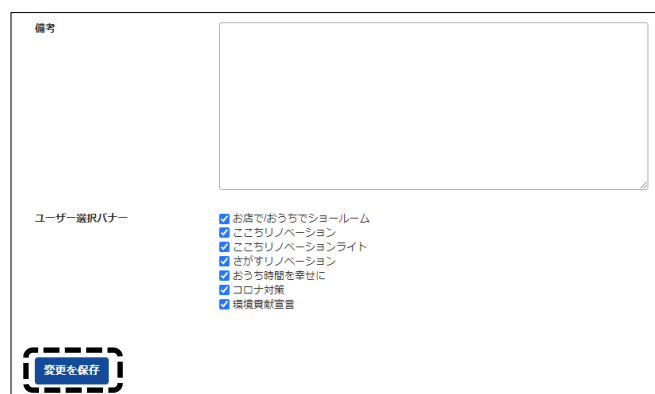 備考
ユーザー選択バナー
お店で/おうちでショールーム
ここちリノベーション
ここちリノベーションライト
さがすリノベーション
おうち時間を幸せに
コロナ対策
環境貢献宣言
変更を保存